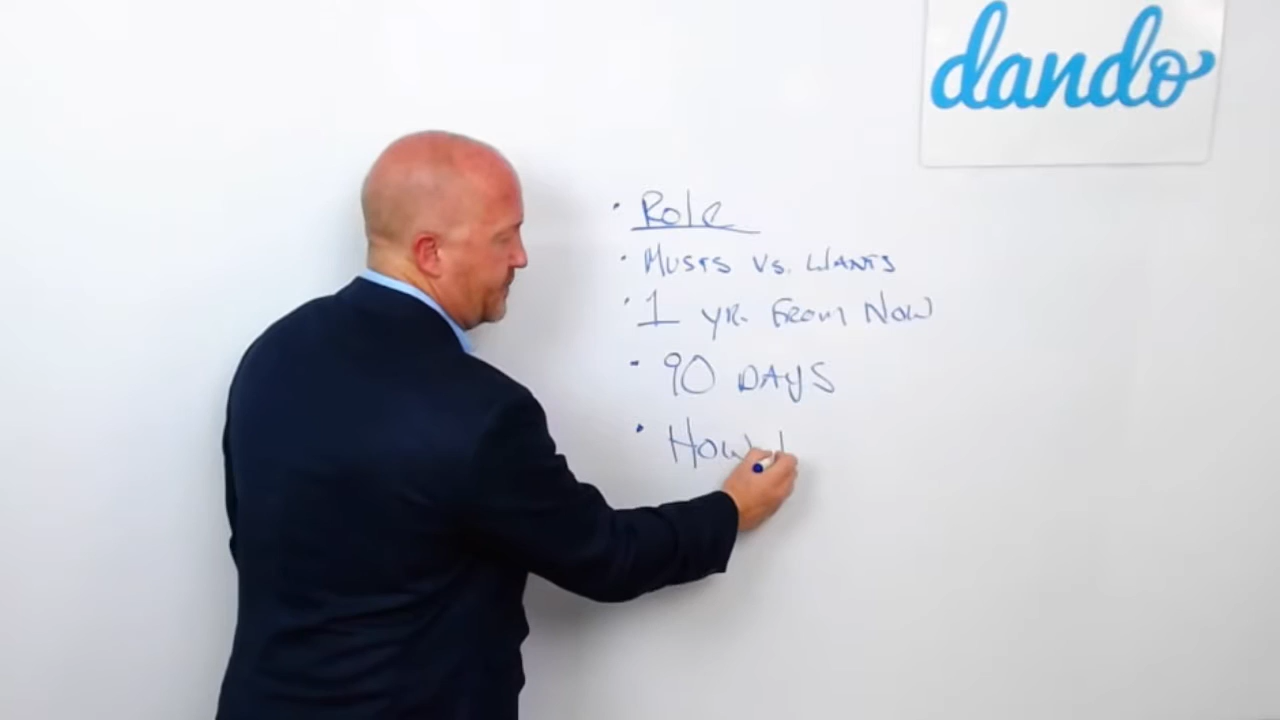 dando
• Role
• MUSTS VS. WANTS
• 1 YR. FROM NOW
• 90 DAYS
• HOW